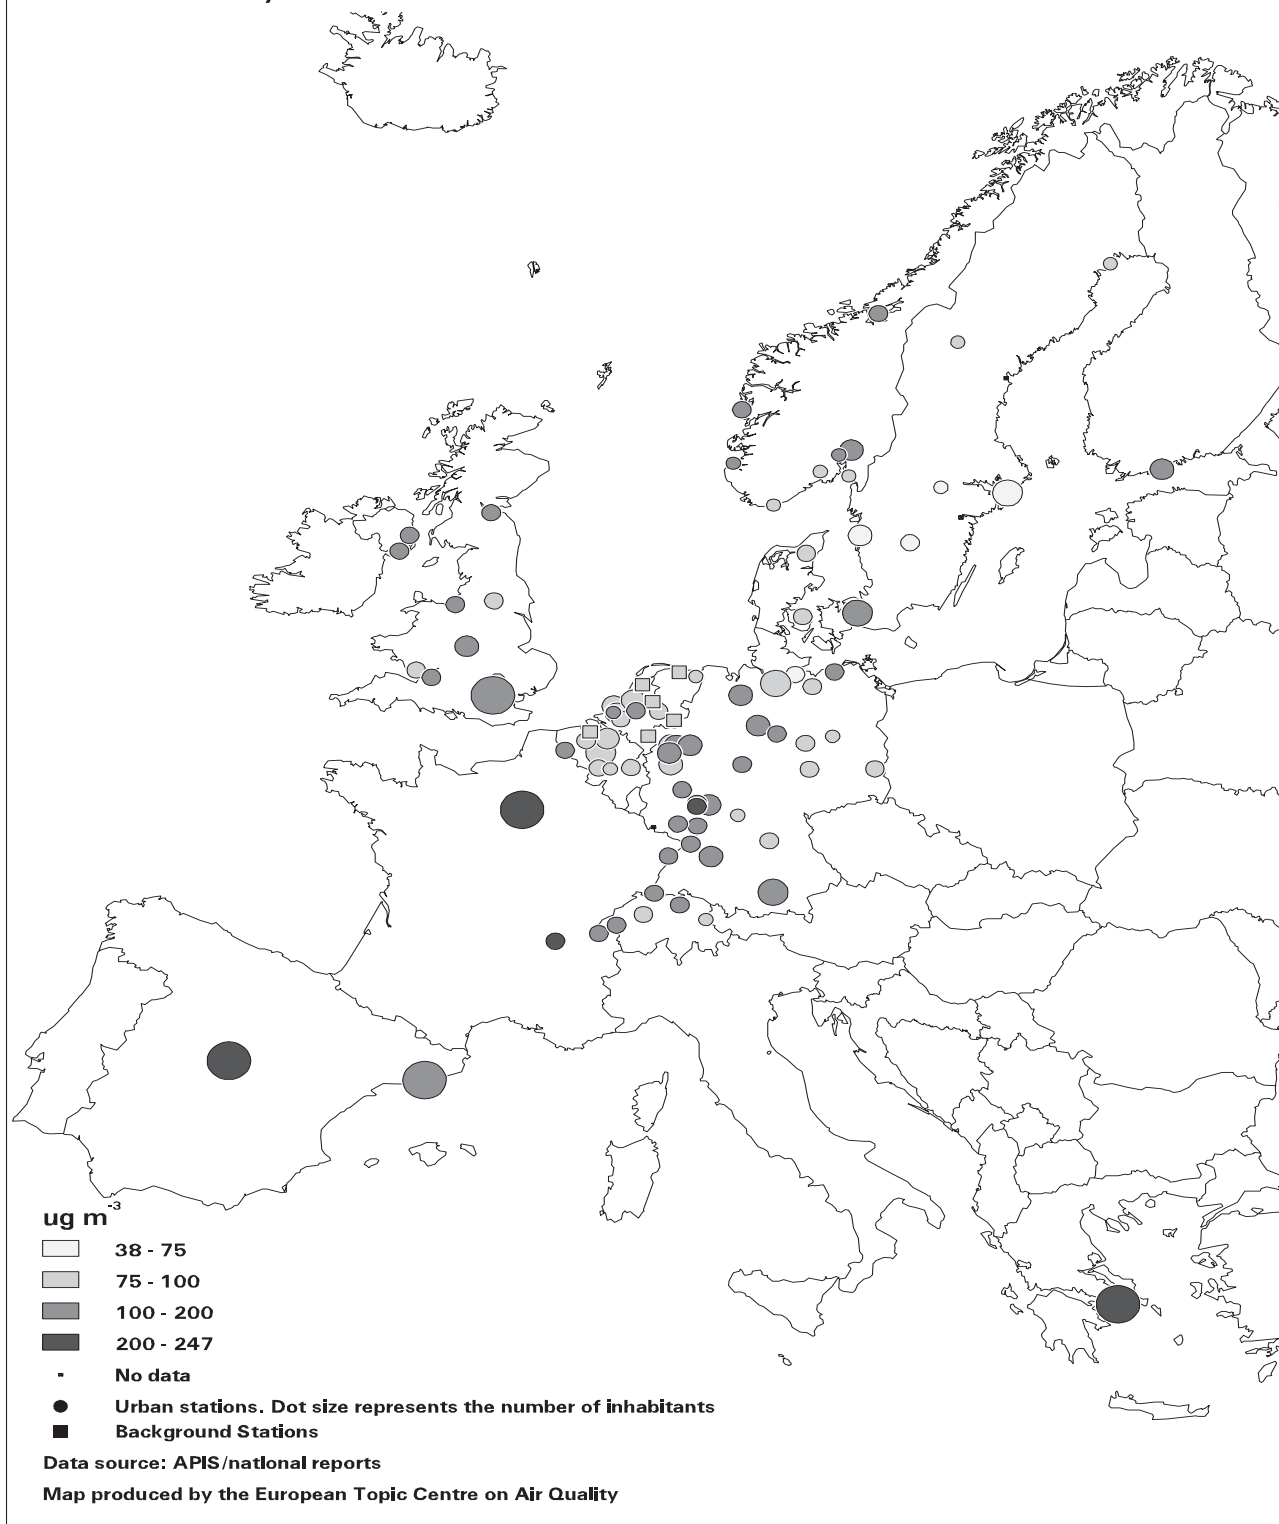 ug m-3
38 - 75
75 - 100
100 - 200
200 - 247
No data
Urban stations. Dot size represents the number of inhabitants
Background Stations
Data source: APIS/national reports
Map produced by the European Topic Centre on Air Quality